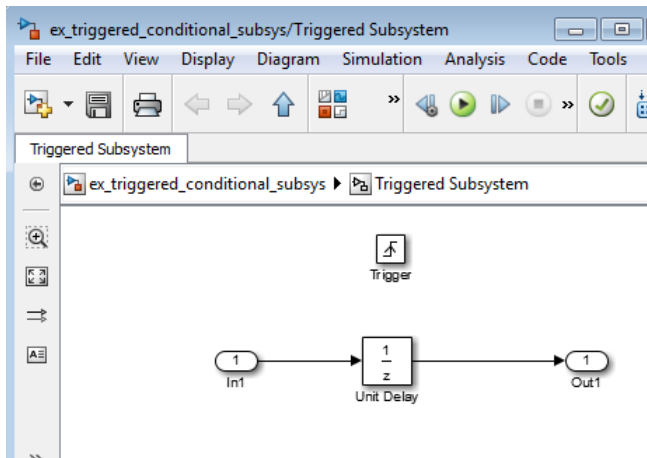 ex_triggered_conditional_subsys/Triggered Subsystem
File Edit View Display Diagram Simulation Analysis Code Tools
» »
Triggered Subsystem
ex_triggered_conditional_subsys Triggered Subsystem
Trigger
1
In1
1
z
Unit Delay
1
Out1